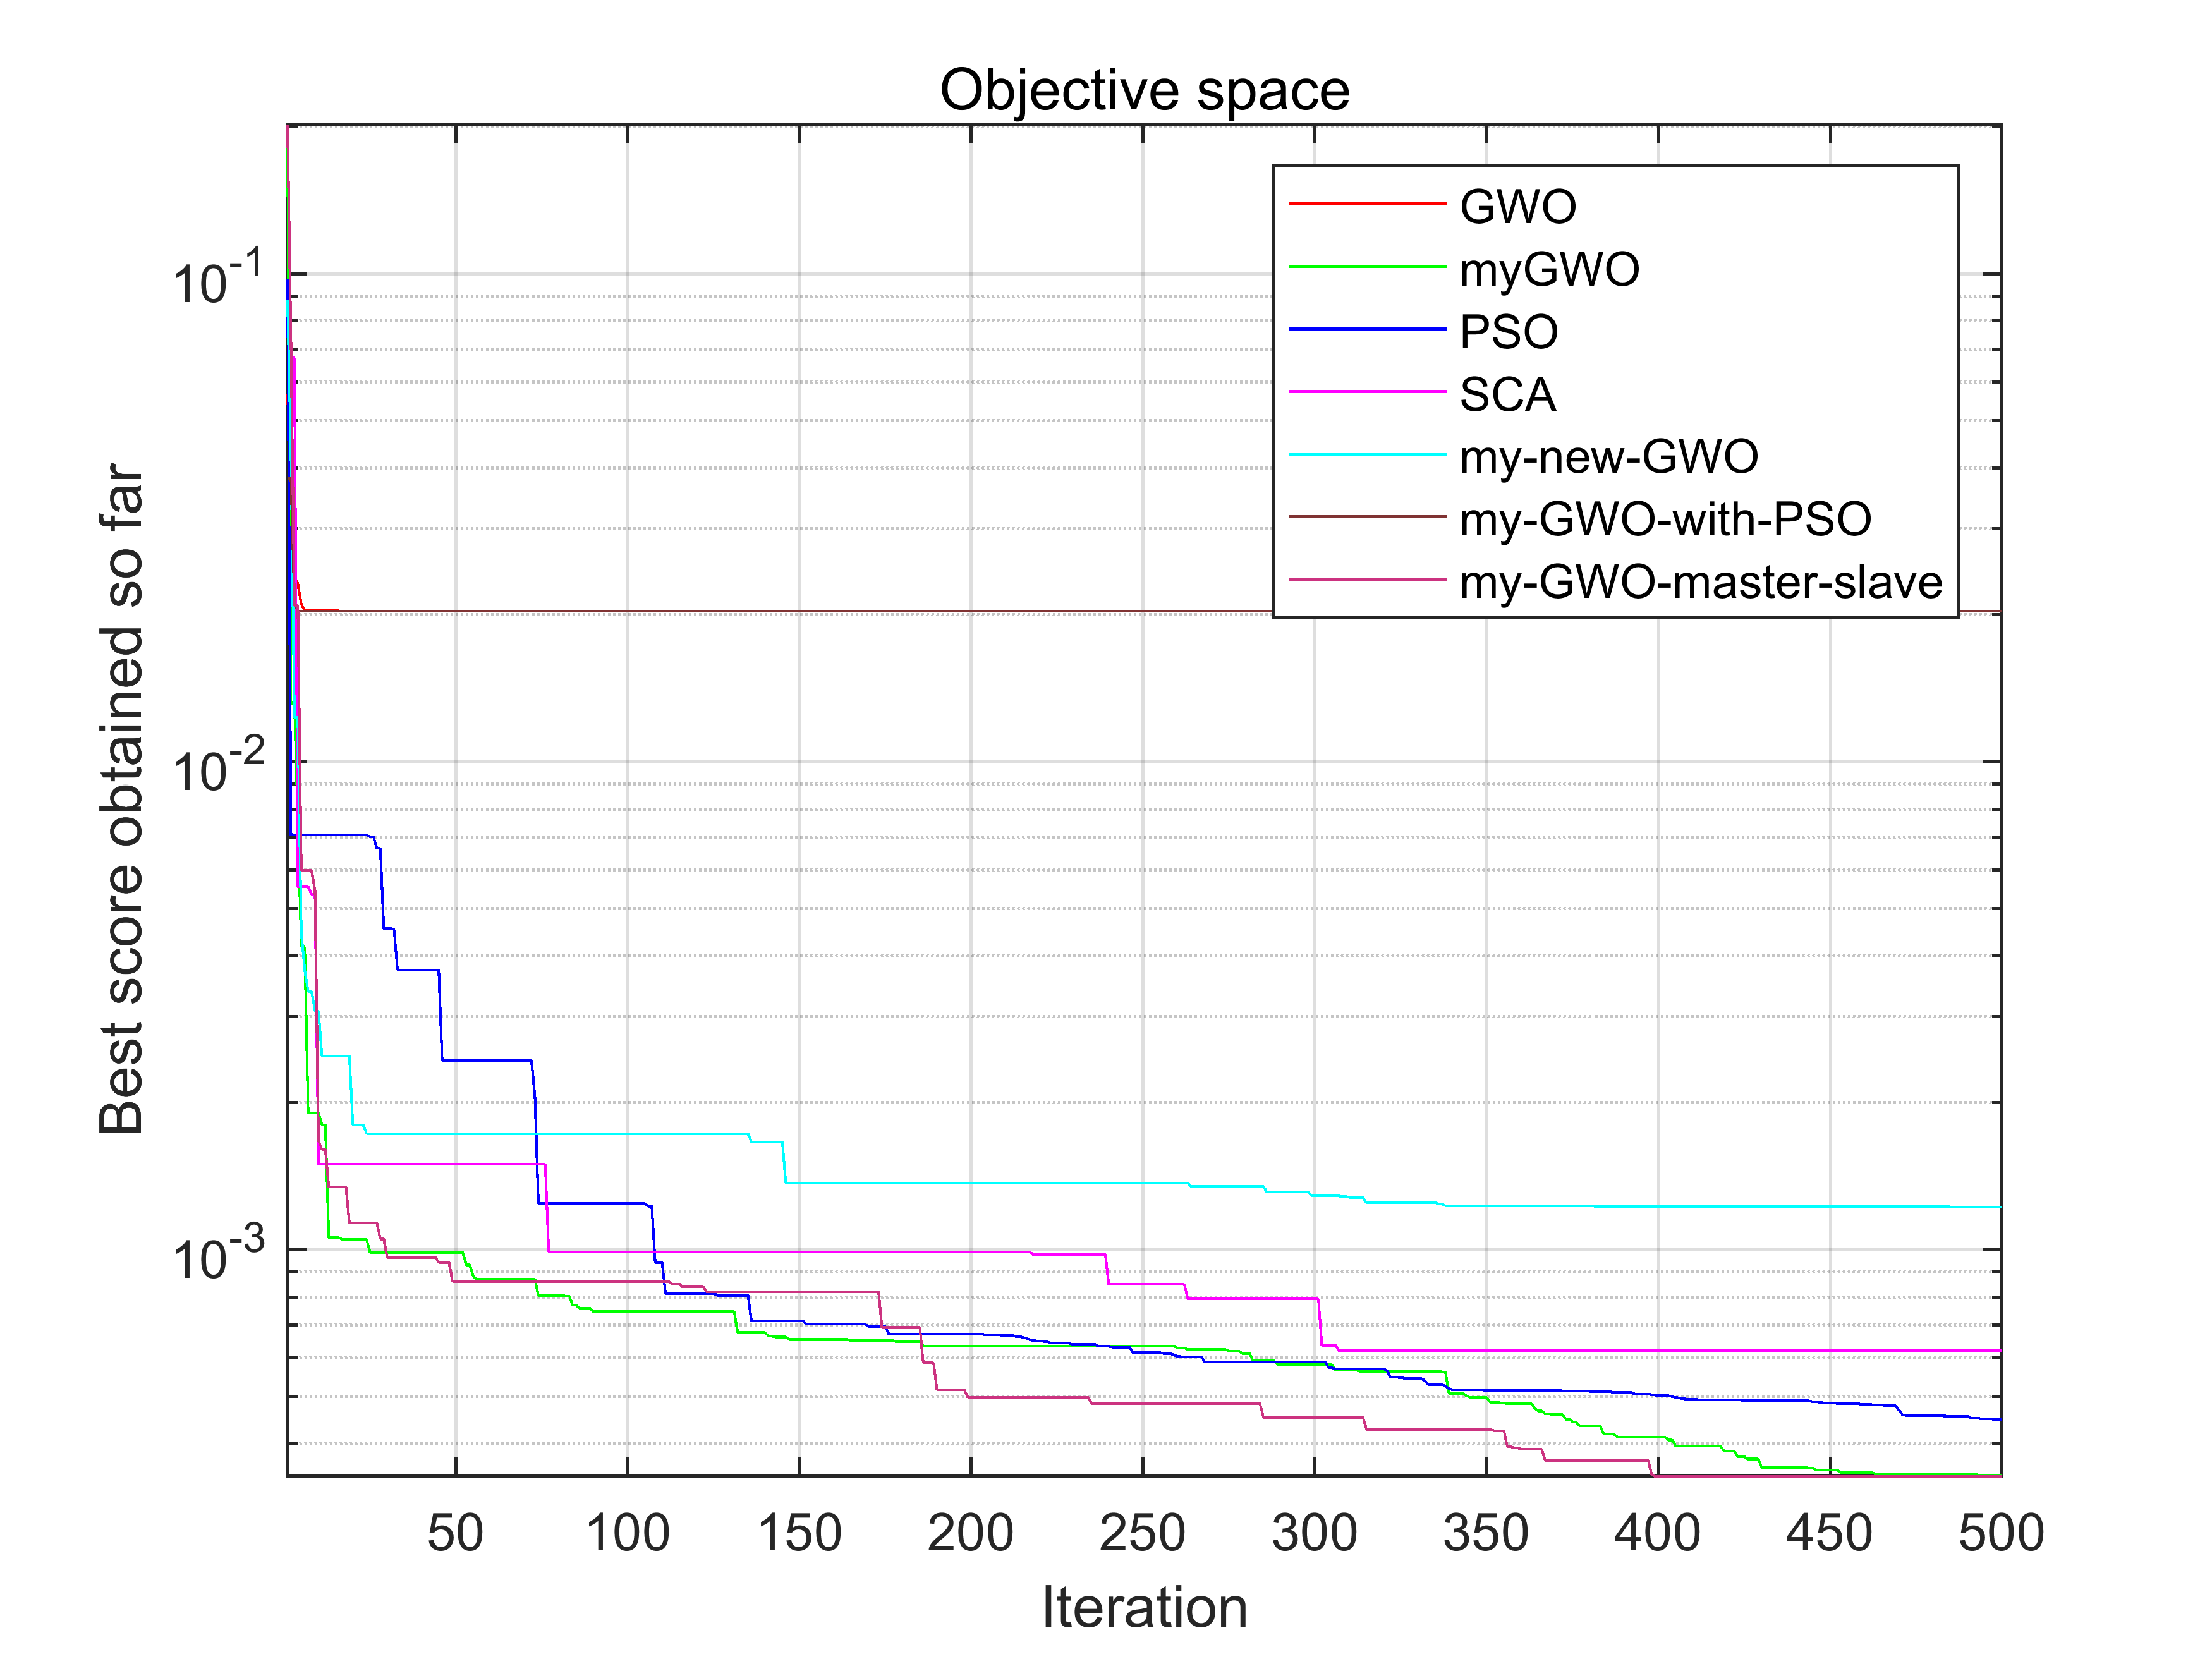 Objective space
Best score obtained so far
10^-1
10^-2
10^-3
GWO
myGWO
PSO
SCA
my-new-GWO
my-GWO-with-PSO
my-GWO-master-slave
50 100 150 200 250 300 350 400 450 500
Iteration